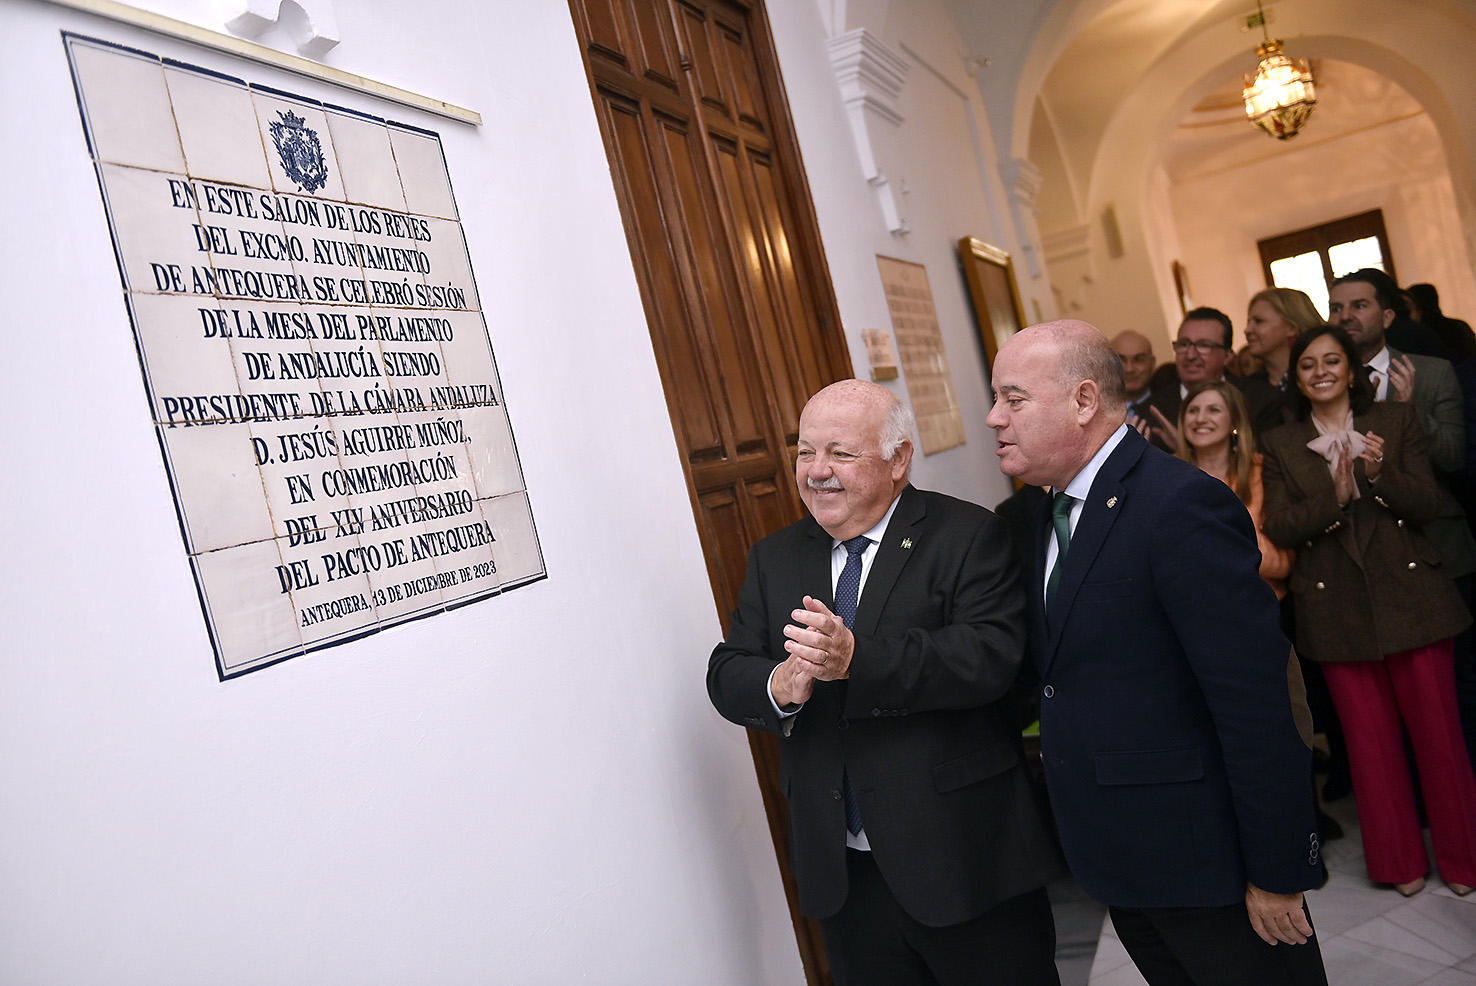 EN ESTE SALON DE LOS REYES
DEL EXCMO. AYUNTAMIENTO
DE ANTEQUERA SE CELEBRÓ SESIÓN
DE LA MESA DEL PARLAMENTO
DE ANDALUCÍA SIENDO
PRESIDENTE DE LA CÁMARA ANDALUZA
D. JESÚS AGUIRRE MUÑOZ,
EN CONMEMORACIÓN
DEL XLV ANIVERSARIO
DEL PACTO DE ANTEQUERA
ANTEQUERA, 13 DE DICIEMBRE DE 2023